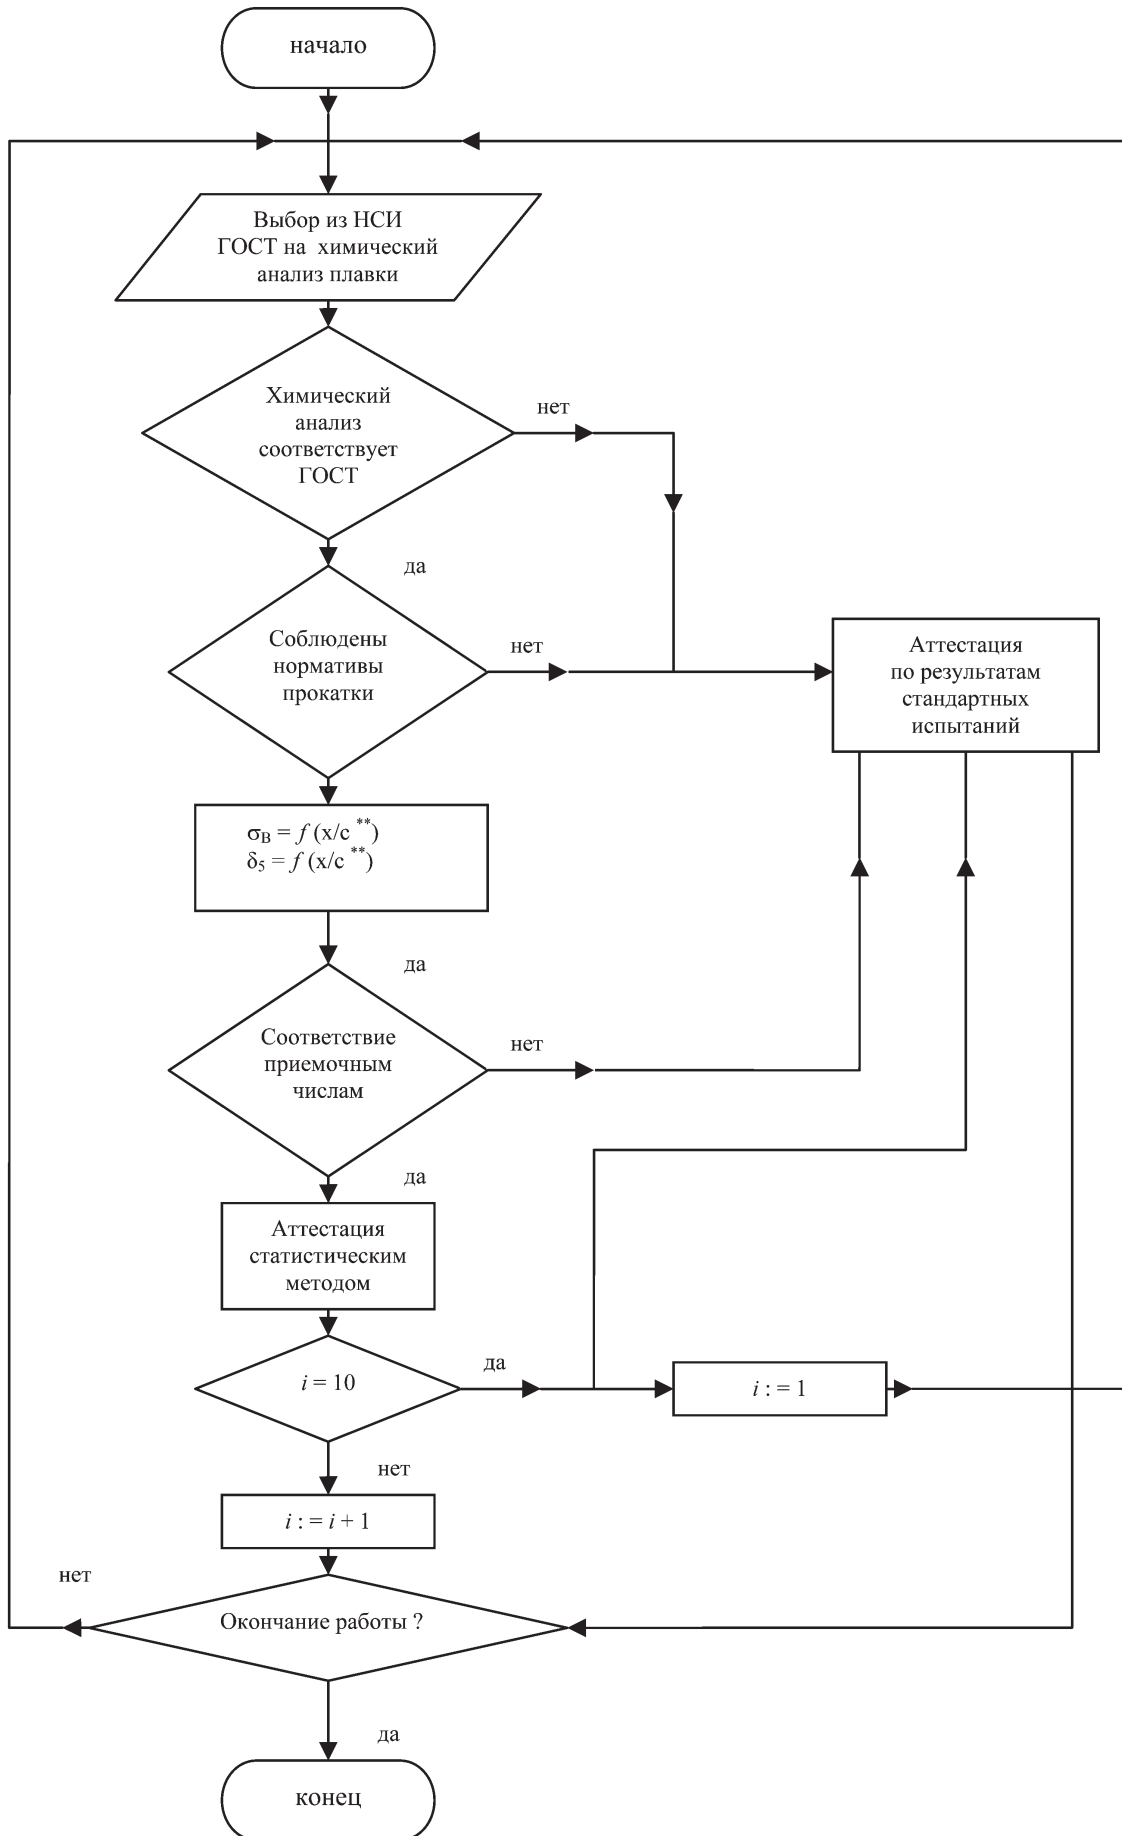 начало
Выбор из НСИ
ГОСТ на химический
анализ плавки
Химический
анализ
соответствует
ГОСТ
нет
да
Соблюдены
нормативы
прокатки
нет
Аттестация
по результатам
стандартных
испытаний
σВ = f (x/c **)
δ5 = f (x/c **)
да
Соответствие
приемочным
числам
нет
да
Аттестация
статистическим
методом
i = 10
да
i : = 1
нет
i : = i + 1
нет
Окончание работы ?
да
конец